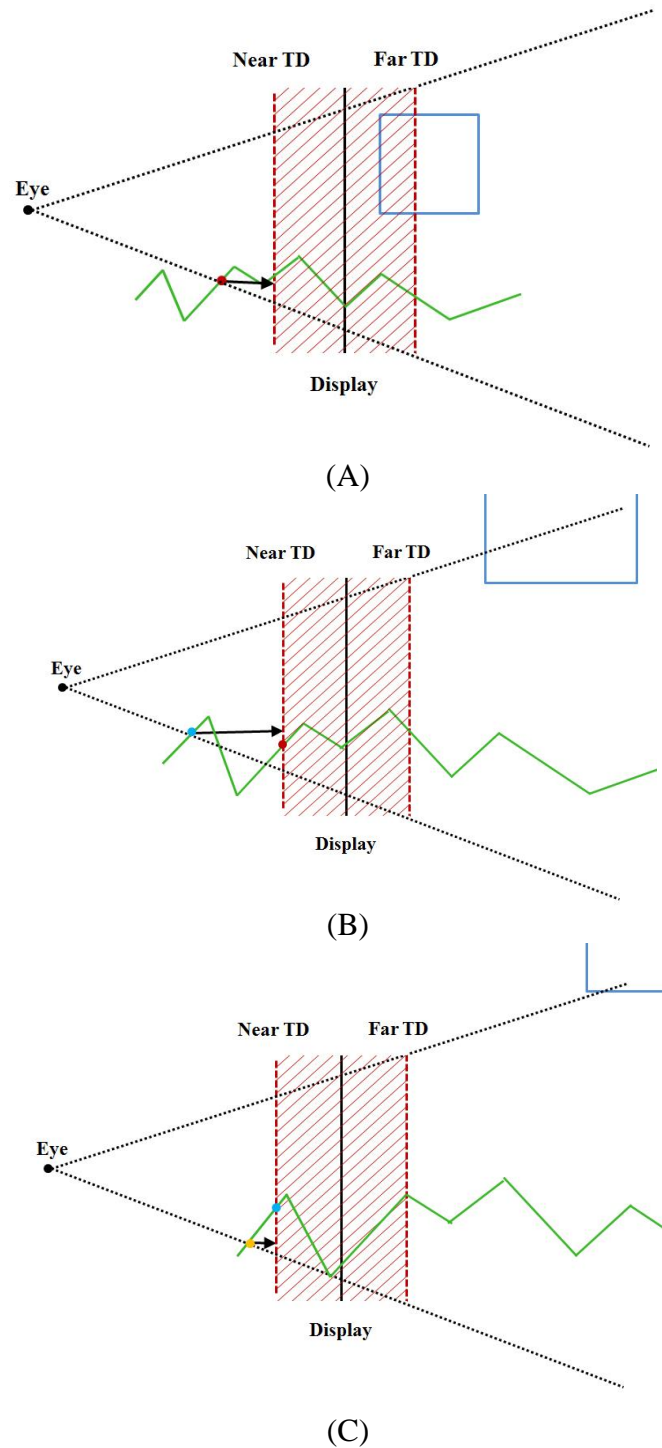 Near TD Far TD
Eye
Display
(A)
Near TD Far TD
Eye
Display
(B)
Near TD Far TD
Eye
Display
(C)